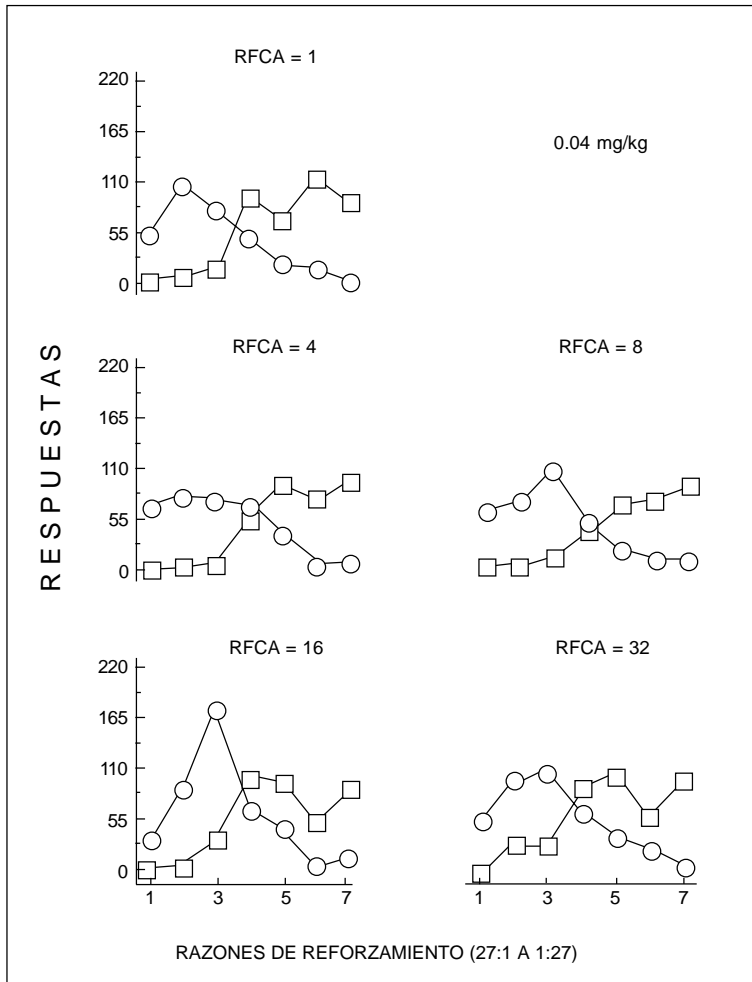 RFCA = 1
220
165
110
55
0
0.04 mg/kg
RESPUESTAS
RFCA = 4
220
165
110
55
0
RFCA = 8
RFCA = 16
220
165
110
55
0
1 3 5 7
RFCA = 32
1 3 5 7
RAZONES DE REFORZAMIENTO (27:1 A 1:27)